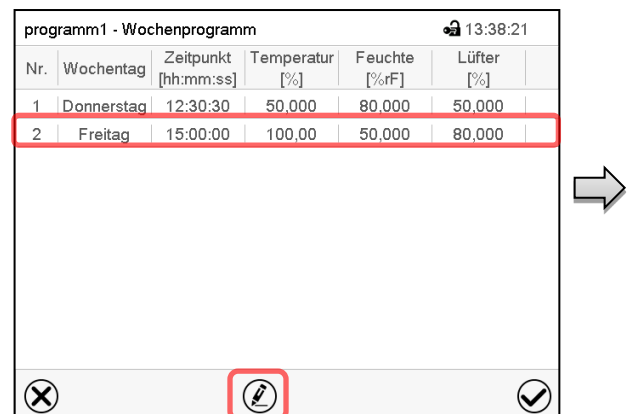 programm1 - Wochenprogramm 13:38:21
Nr. Wochentag Zeitpunkt [hh:mm:ss] Temperatur [%] Feuchte [%rF] Lüfter [%]
1 Donnerstag 12:30:30 50,000 80,000 50,000
2 Freitag 15:00:00 100,00 50,000 80,000